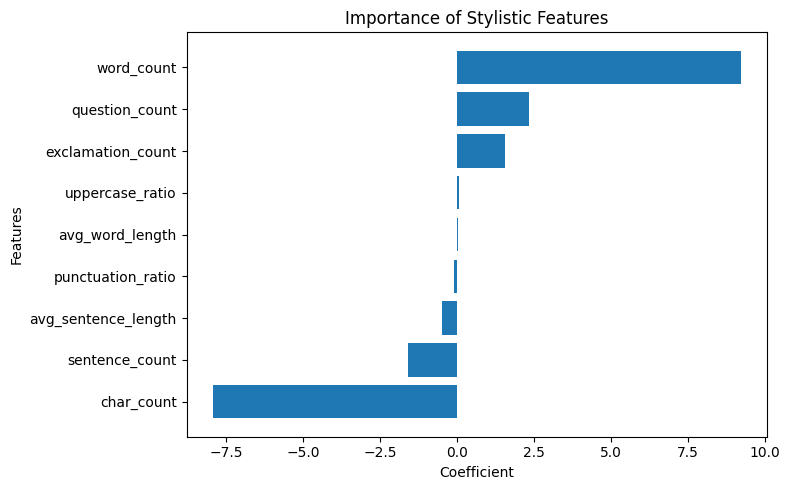 Importance of Stylistic Features
word_count
question_count
exclamation_count
uppercase_ratio
avg_word_length
punctuation_ratio
avg_sentence_length
sentence_count
char_count
Features
−7.5 −5.0 −2.5 0.0 2.5 5.0 7.5 10.0
Coefficient